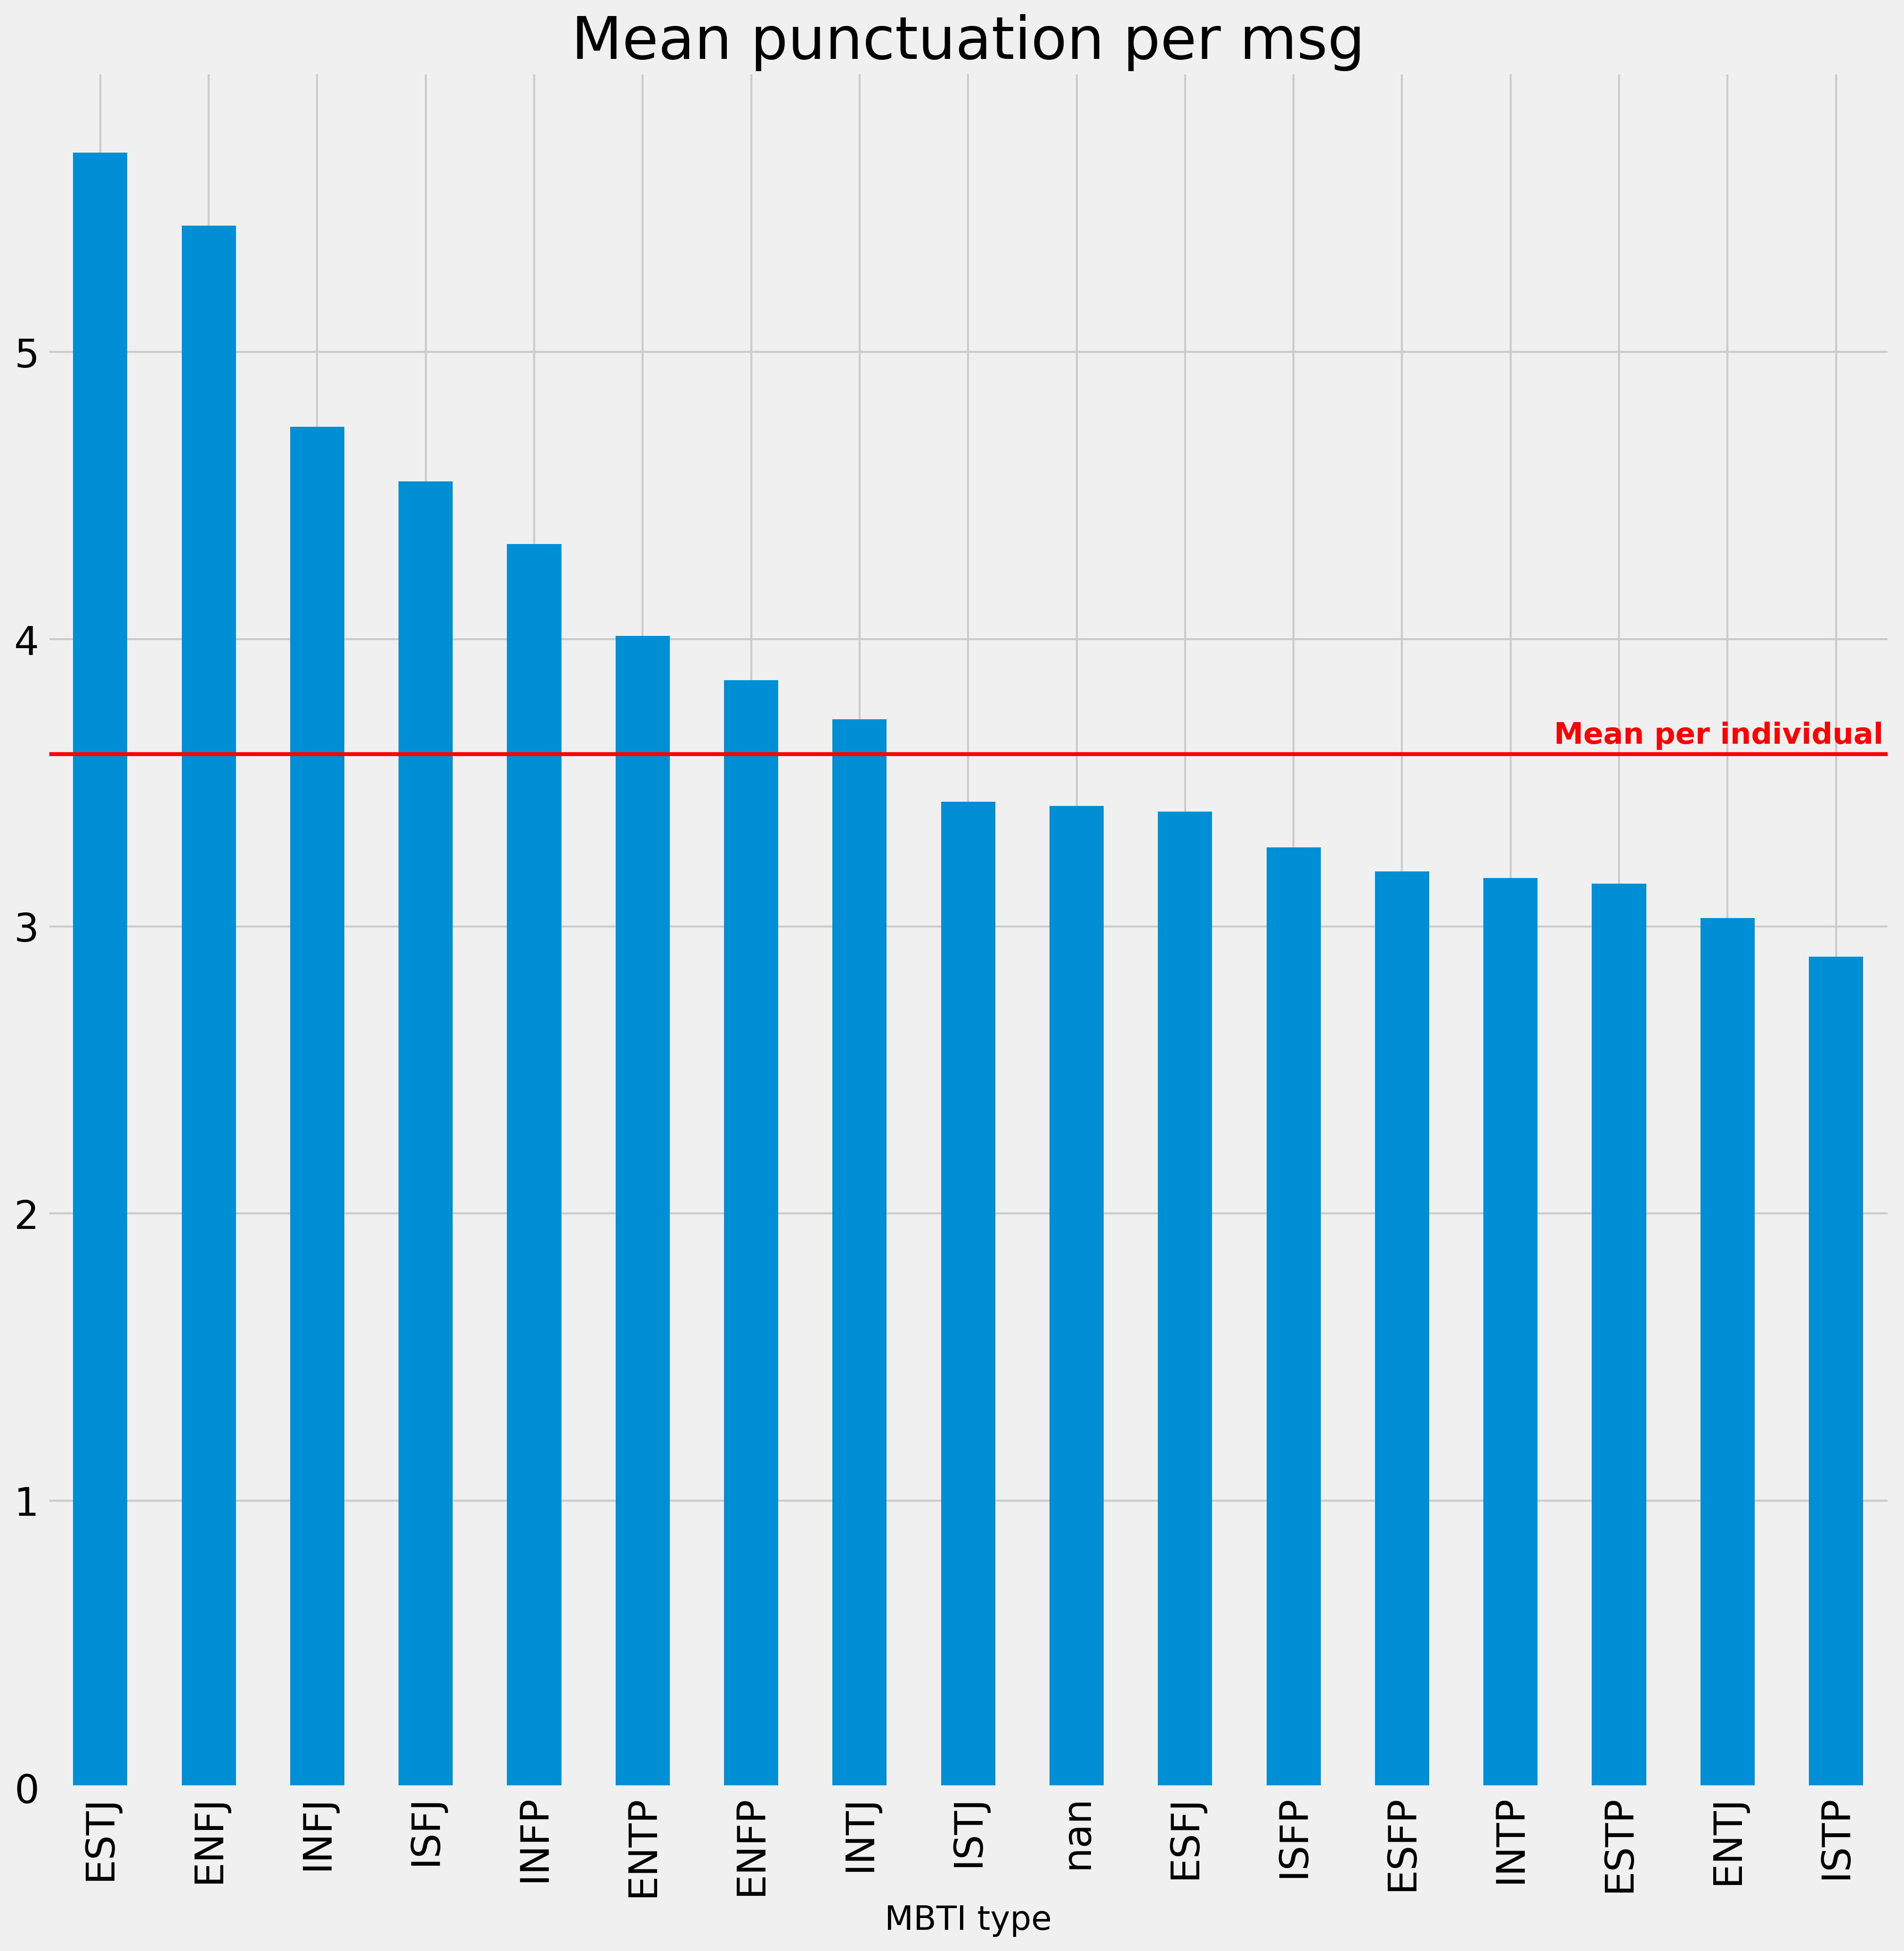 Mean punctuation per msg
5
4
Mean per individual
3
2
1
0
ESTJ
ENFJ
INFJ
ISFJ
INFP
ENTP
ENFP
INTJ
ISTJ
nan
ESFJ
ISFP
ESFP
INTP
ESTP
ENTJ
ISTP
MBTI type